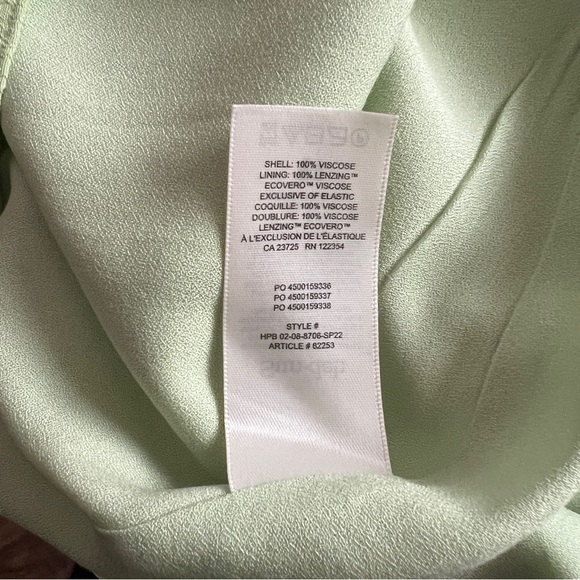 SHELL: 100% VISCOSE
LINING: 100% LENZING™
ECOVERO™ VISCOSE
EXCLUSIVE OF ELASTIC
COQUILLE: 100% VISCOSE
DOUBLURE: 100% VISCOSE
LENZING™ ECOVERO™
À L'EXCLUSION DE L'ÉLASTIQUE
CA 23725 RN 122354
PO 4500159336
PO 4500159337
PO 4500159338
STYLE #
HPB 02-08-8706-SP22
ARTICLE # 82253